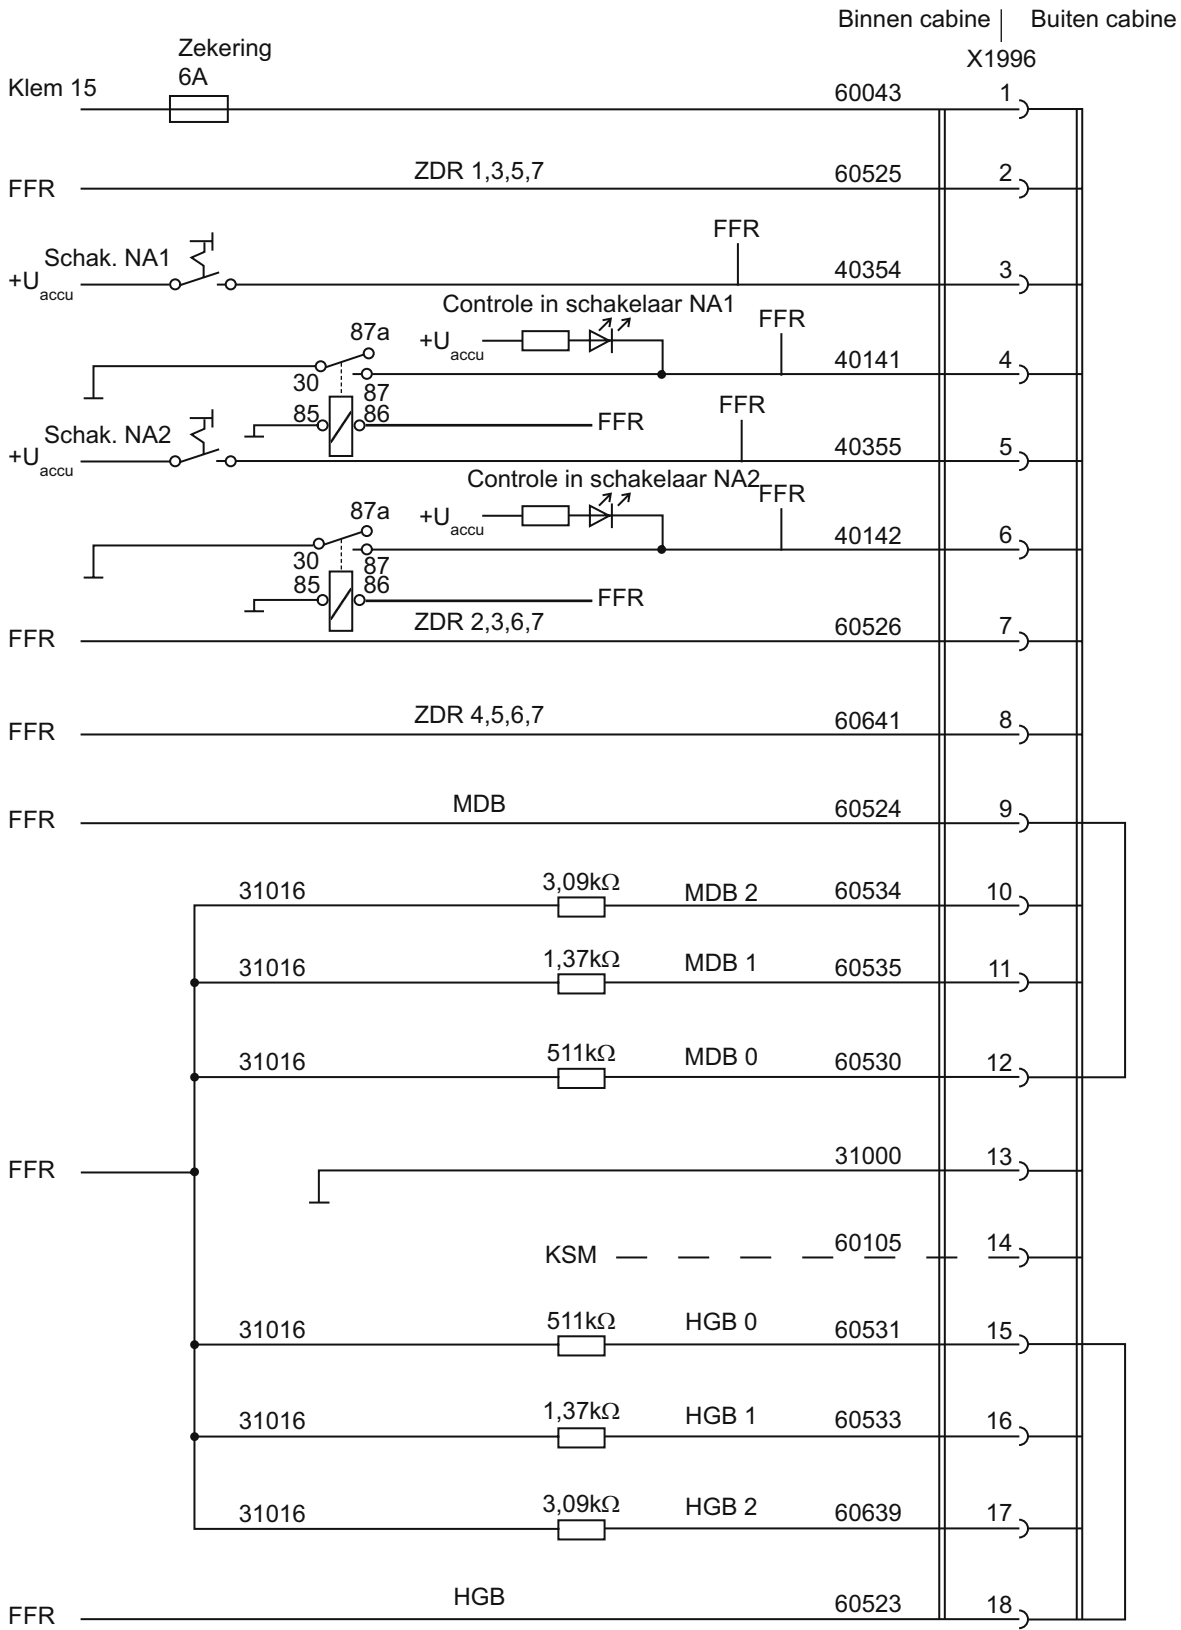 Binnen cabine Buiten cabine
X1996
Zekering
6A
Klem 15 60043 1
FFR ZDR 1,3,5,7 60525 2
FFR
Schak. NA1
+Uaccu 40354 3
Controle in schakelaar NA1
FFR
87a
+Uaccu
30 87 40141 4
85 86 FFR
FFR
Schak. NA2
+Uaccu 40355 5
Controle in schakelaar NA2
FFR
87a
+Uaccu
30 87 40142 6
85 86 FFR
FFR ZDR 2,3,6,7 60526 7
FFR ZDR 4,5,6,7 60641 8
FFR MDB 60524 9
31016 3,09kΩ MDB 2 60534 10
31016 1,37kΩ MDB 1 60535 11
31016 511kΩ MDB 0 60530 12
FFR 31000 13
KSM 60105 14
31016 511kΩ HGB 0 60531 15
31016 1,37kΩ HGB 1 60533 16
31016 3,09kΩ HGB 2 60639 17
FFR HGB 60523 18